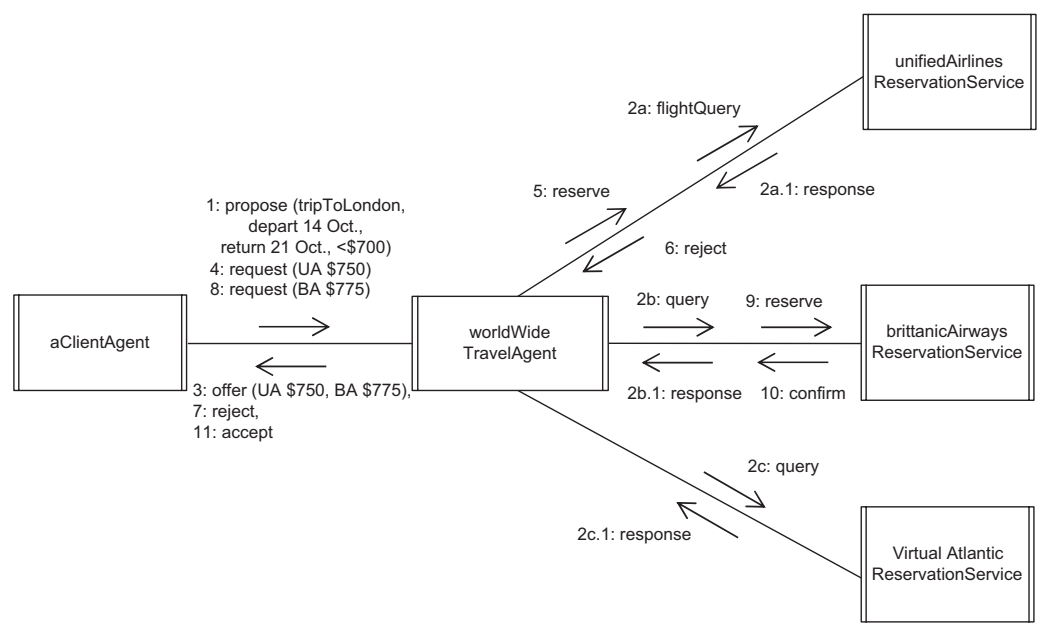 unifiedAirlines
ReservationService
2a: flightQuery
2a.1: response
5: reserve
6: reject
1: propose (tripToLondon,
depart 14 Oct.,
return 21 Oct., <$700)
4: request (UA $750)
8: request (BA $775)
aClientAgent
3: offer (UA $750, BA $775),
7: reject,
11: accept
worldWide
TravelAgent
2b: query
9: reserve
2b.1: response
10: confirm
brittanicAirways
ReservationService
2c: query
2c.1: response
Virtual Atlantic
ReservationService